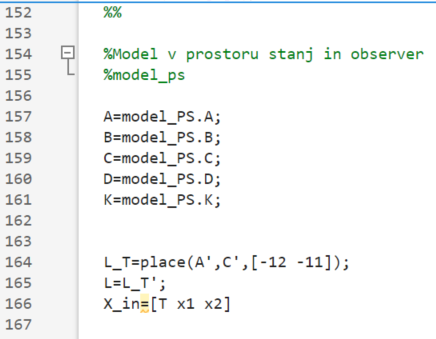 152 %%
153
154 %Model v prostoru stanj in observer
155 %model_ps
156
157 A=model_PS.A;
158 B=model_PS.B;
159 C=model_PS.C;
160 D=model_PS.D;
161 K=model_PS.K;
162
163
164 L_T=place(A',C',[-12 -11]);
165 L=L_T';
166 X_in=[T x1 x2]
167